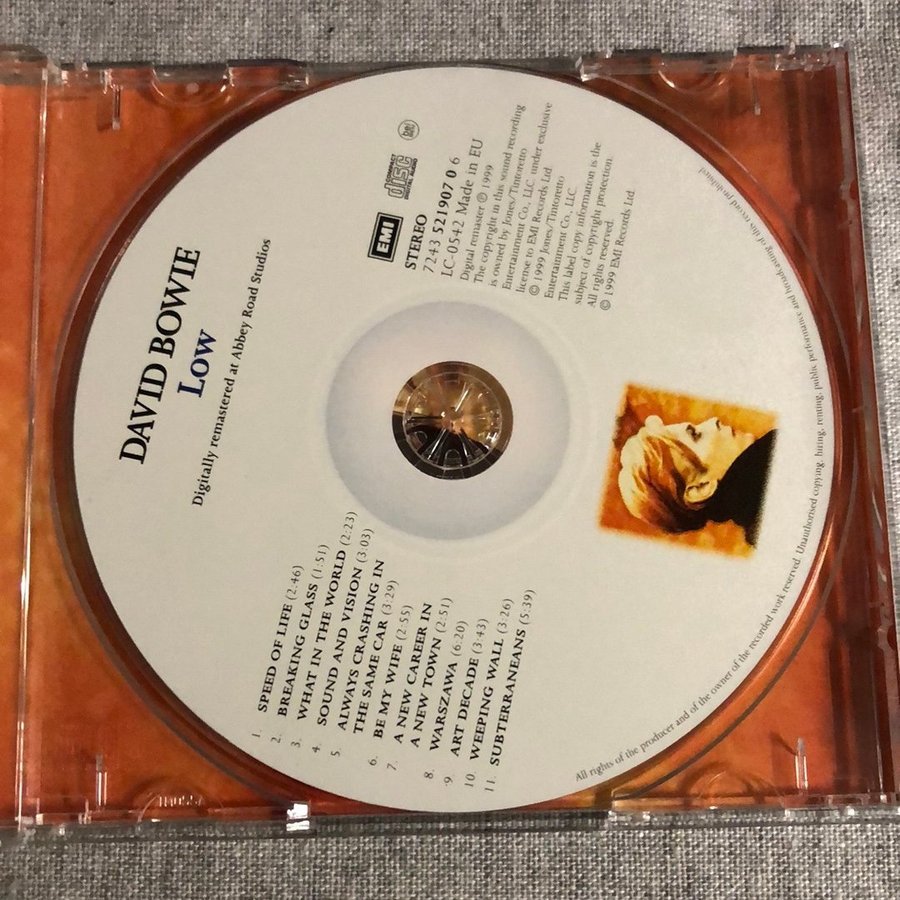 DAVID BOWIE
Low
Digitally remastered at Abbey Road Studios
EMI
COMPACT
disc
DIGITAL AUDIO
STEREO
7243 521907 0 6
LC-0542 Made in EU
Digital remaster ℗ 1999
The copyright in this sound recording
is owned by Jones/Tintoretto
Entertainment Co., LLC. under exclusive
license to EMI Records Ltd.
© 1999 Jones/Tintoretto
Entertainment Co., LLC.
This label copy information is the
subject of copyright protection.
All rights reserved.
© 1999 EMI Records Ltd.
1. SPEED OF LIFE (2:46)
2. BREAKING GLASS (1:51)
3. WHAT IN THE WORLD (2:23)
4. SOUND AND VISION (3:03)
5. ALWAYS CRASHING IN
THE SAME CAR (3:29)
6. BE MY WIFE (2:55)
7. A NEW CAREER IN
A NEW TOWN (2:51)
8. WARSZAWA (6:20)
9. ART DECADE (3:43)
10. WEEPING WALL (3:26)
11. SUBTERRANEANS (5:39)
All rights of the producer and of the owner of the recorded work reserved. Unauthorised copying, hiring, renting, public performance and broadcasting of this record prohibited